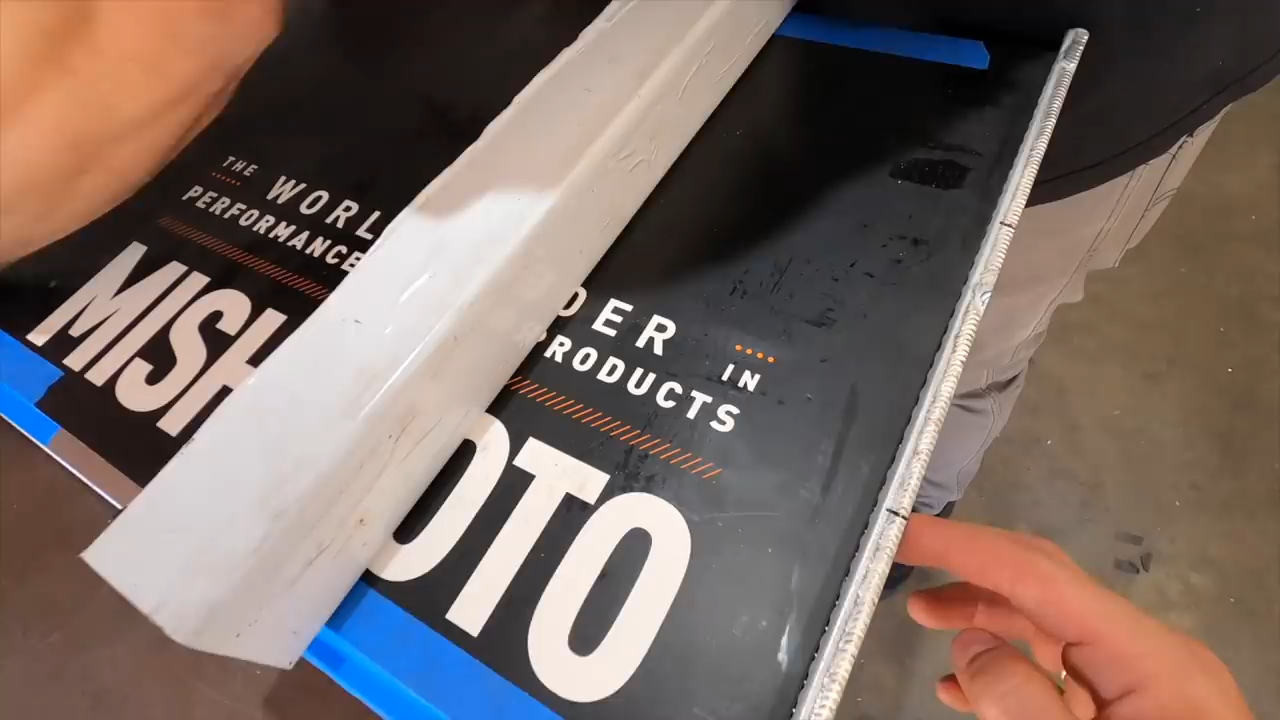 THE
WORL DER
IN
PERFORMANCE PRODUCTS
MISH OTO